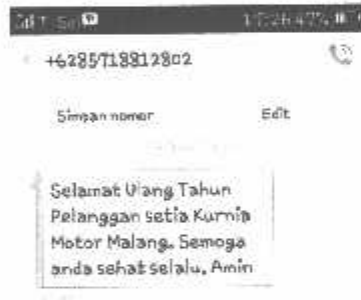 +6285718812802
Simpan nomor Edit
Selamat Ulang Tahun
Pelanggan setia Kurnia
Motor Malang. Semoga
anda sehat selalu, Amin